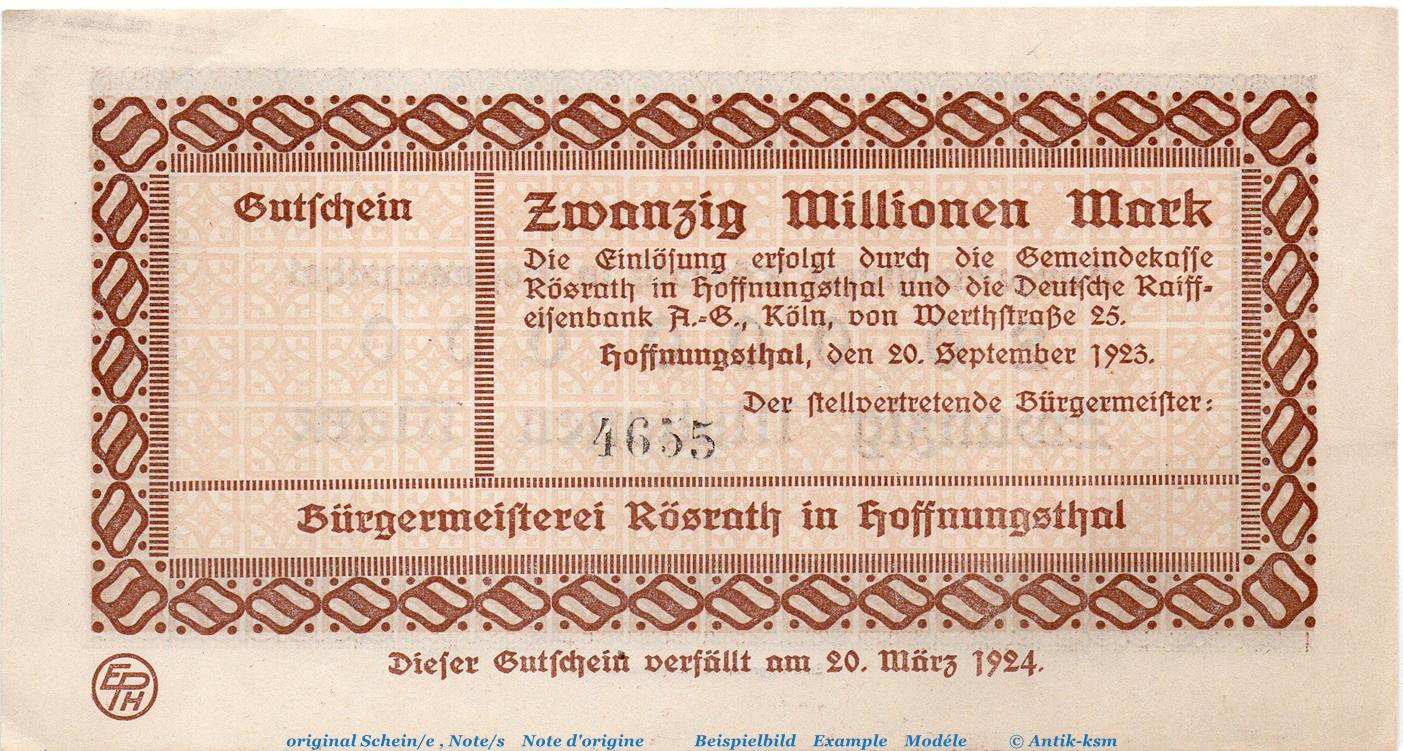 Gutschein
Zwanzig Millionen Mark
Die Einlösung erfolgt durch die Gemeindekasse
Rösrath in Hoffnungsthal und die Deutsche Raiff-
eisenbank A.-G., Köln, von Werthstraße 25.
Hoffnungsthal, den 20. September 1923.
Der stellvertretende Bürgermeister:
4655
Bürgermeisterei Rösrath in Hoffnungsthal
Dieser Gutschein verfällt am 20. März 1924.
EDTH
original Schein/e , Note/s Note d'origine Beispielbild Example Modéle © Antik-ksm